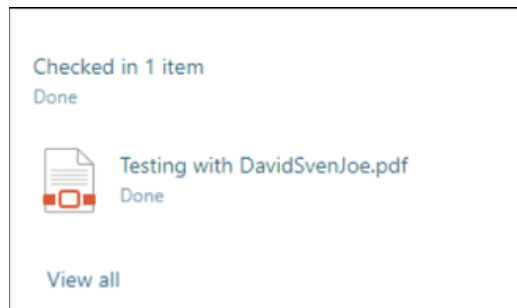 Checked in 1 item
Done
Testing with DavidSvenJoe.pdf
Done
View all